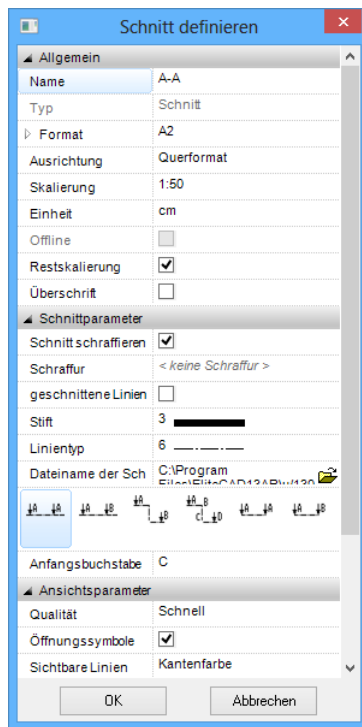 Schnitt definieren
Allgemein
Name A-A
Typ Schnitt
Format A2
Ausrichtung Querformat
Skalierung 1:50
Einheit cm
Offline
Restskalierung
Überschrift
Schnittparameter
Schnitt schraffieren
Schraffur < keine Schraffur >
geschnittene Linien
Stift 3
Linientyp 6
Dateiname der Sch C:\Program
A A A B A B A B C D A A A B
Anfangsbuchstabe C
Ansichtsparameter
Qualität Schnell
Öffnungssymbole
Sichtbare Linien Kantenfarbe
OK Abbrechen